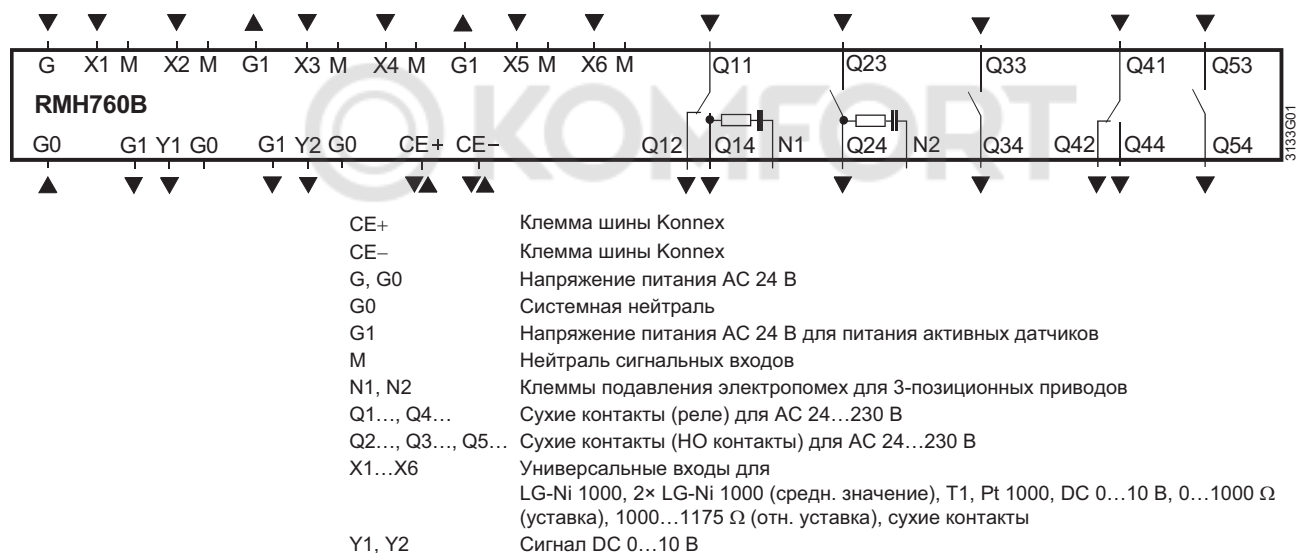 G X1 M X2 M G1 X3 M X4 M G1 X5 M X6 M Q11 Q23 Q33 Q41 Q53
RMH760B
KOMFORT
G0 G1 Y1 G0 G1 Y2 G0 CE+ CE− Q12 Q14 N1 Q24 N2 Q34 Q42 Q44 Q54
3133G01
CE+ Клемма шины Konnex
CE− Клемма шины Konnex
G, G0 Напряжение питания AC 24 В
G0 Системная нейтраль
G1 Напряжение питания AC 24 В для питания активных датчиков
M Нейтраль сигнальных входов
N1, N2 Клеммы подавления электропомех для 3-позиционных приводов
Q1…, Q4… Сухие контакты (реле) для AC 24…230 В
Q2…, Q3…, Q5… Сухие контакты (НО контакты) для AC 24…230 В
X1…X6 Универсальные входы для
LG-Ni 1000, 2× LG-Ni 1000 (средн. значение), T1, Pt 1000, DC 0…10 В, 0…1000 Ω
(уставка), 1000…1175 Ω (отн. уставка), сухие контакты
Y1, Y2 Сигнал DC 0…10 В